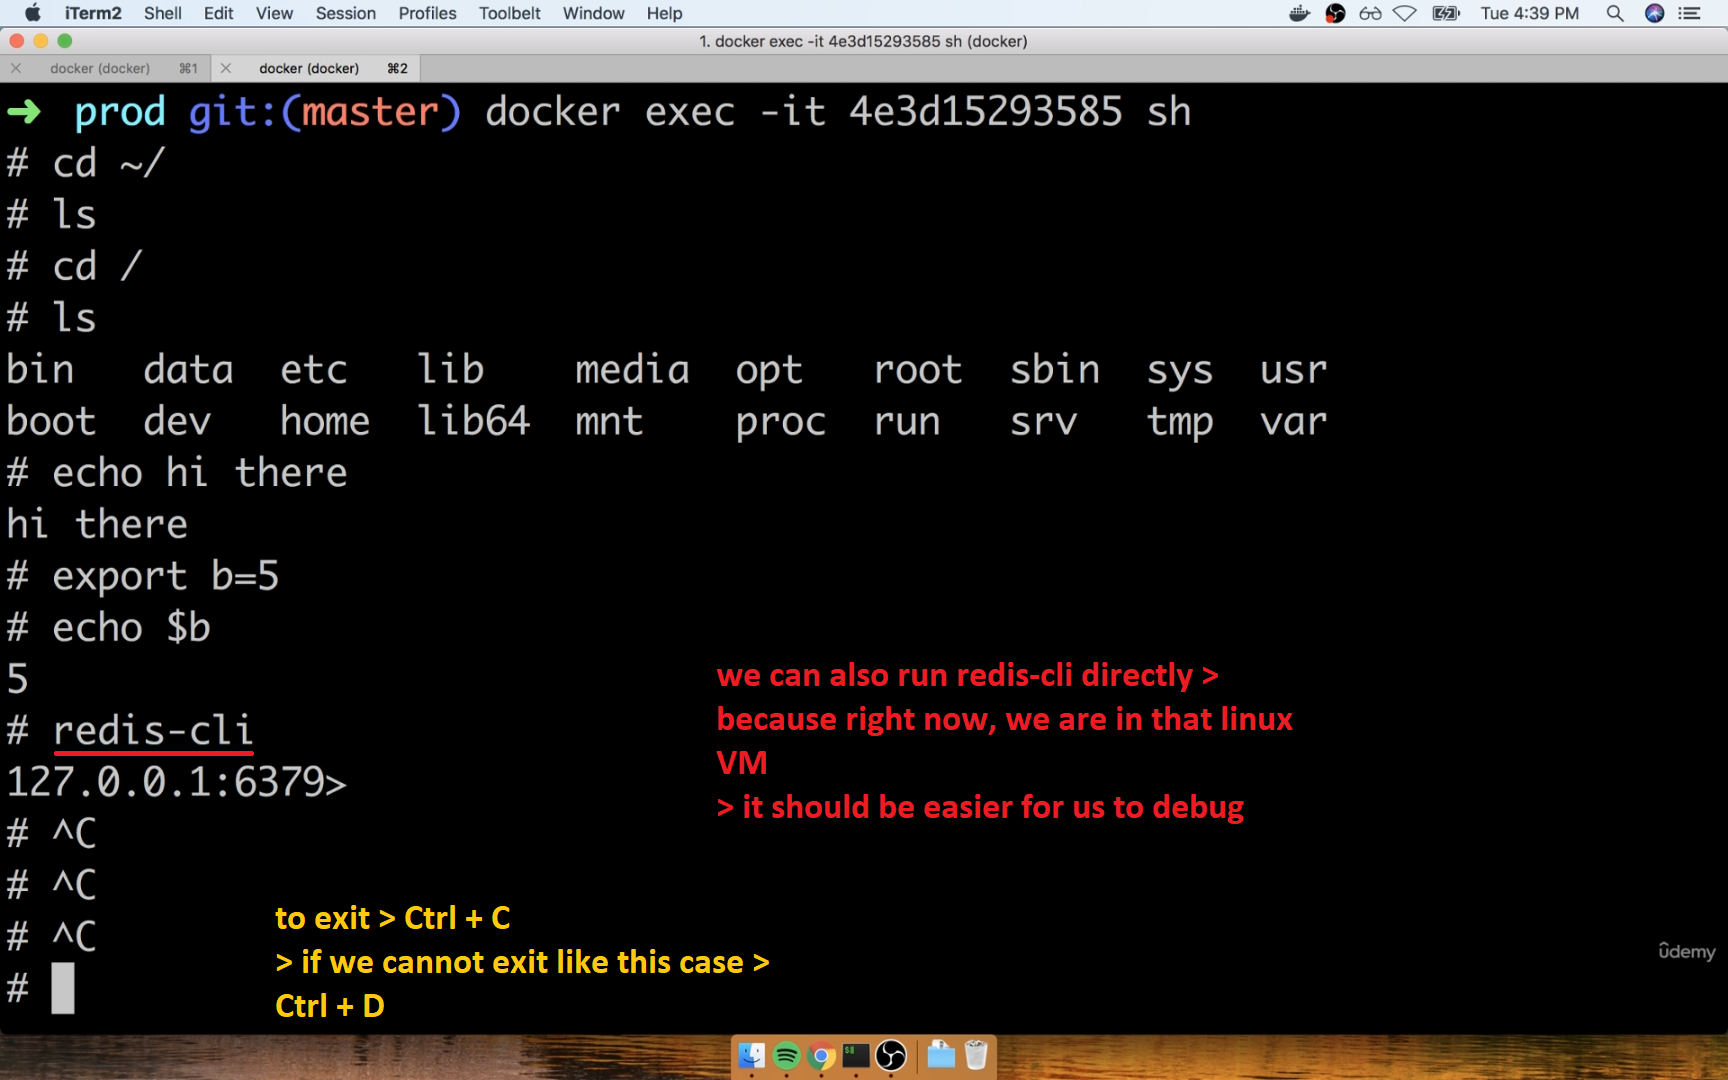 iTerm2 Shell Edit View Session Profiles Toolbelt Window Help Tue 4:39 PM
1. docker exec -it 4e3d15293585 sh (docker)
docker (docker) ⌘1 docker (docker) ⌘2
➜ prod git:(master) docker exec -it 4e3d15293585 sh
# cd ~/
# ls
# cd /
# ls
bin data etc lib media opt root sbin sys usr
boot dev home lib64 mnt proc run srv tmp var
# echo hi there
hi there
# export b=5
# echo $b
5
# redis-cli
127.0.0.1:6379>
# ^C
# ^C
# ^C
#
we can also run redis-cli directly >
because right now, we are in that linux
VM
> it should be easier for us to debug
to exit > Ctrl + C
> if we cannot exit like this case >
Ctrl + D
ûdemy